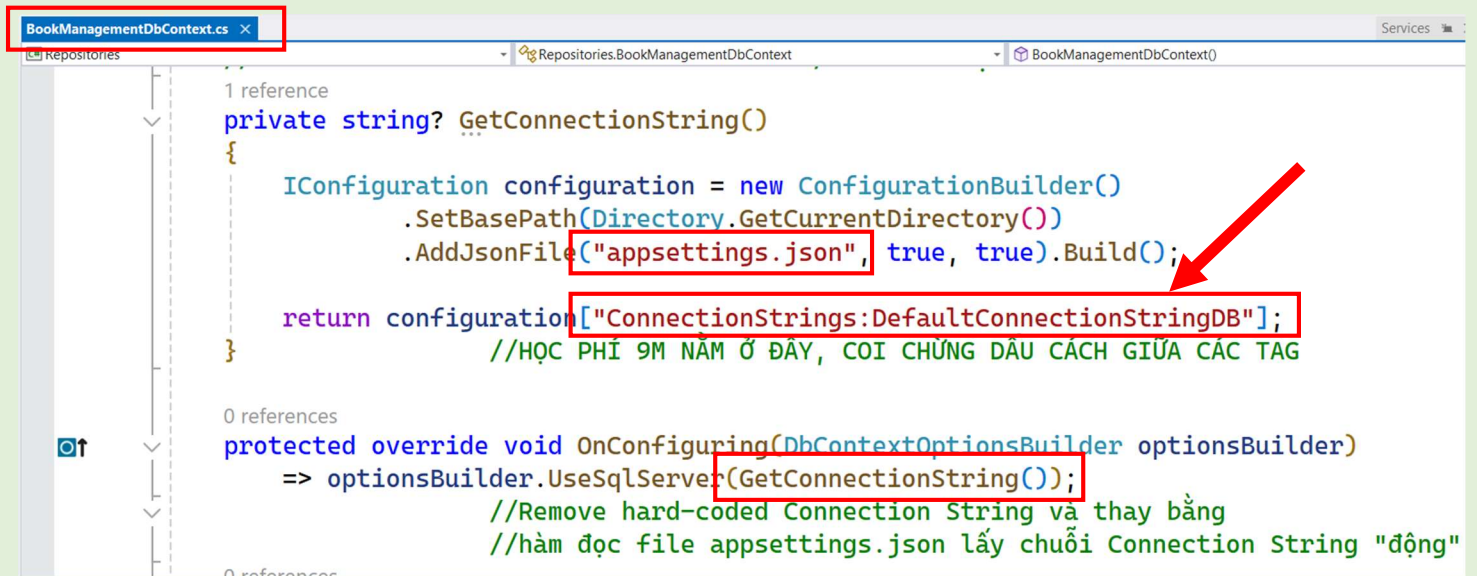 BookManagementDbContext.cs
Services
Repositories
Repositories.BookManagementDbContext
BookManagementDbContext()
1 reference
private string? GetConnectionString()
{
IConfiguration configuration = new ConfigurationBuilder()
.SetBasePath(Directory.GetCurrentDirectory())
.AddJsonFile("appsettings.json", true, true).Build();
return configuration["ConnectionStrings:DefaultConnectionStringDB"];
} //HỌC PHÍ 9M NẰM Ở ĐÂY, COI CHỪNG DẤU CÁCH GIỮA CÁC TAG
0 references
protected override void OnConfiguring(DbContextOptionsBuilder optionsBuilder)
=> optionsBuilder.UseSqlServer(GetConnectionString());
//Remove hard-coded Connection String và thay bằng
//hàm đọc file appsettings.json lấy chuỗi Connection String "động"
0 references